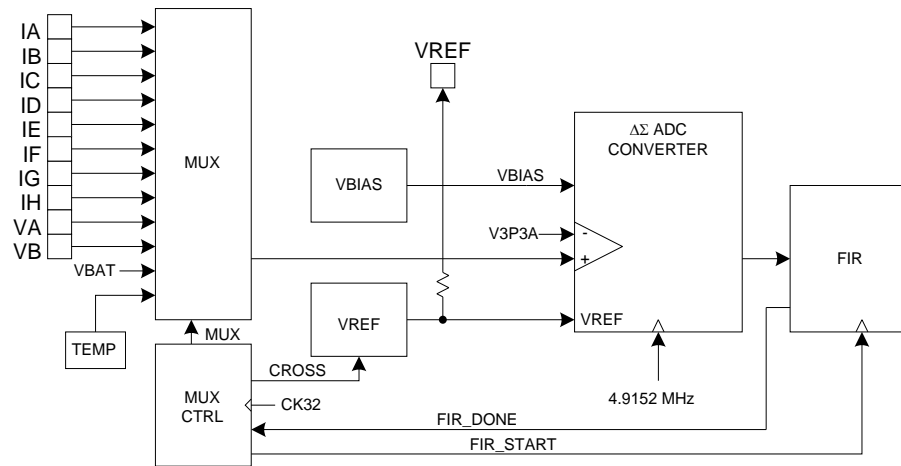 IA
IB
IC
ID
IE
IF
IG
IH
VA
VB
VBAT
TEMP
MUX
MUX
MUX
CTRL
CROSS
CK32
FIR_DONE
FIR_START
VBIAS
VREF
VREF
VBIAS
V3P3A
-
+
VREF
ΔΣ ADC
CONVERTER
4.9152 MHz
FIR